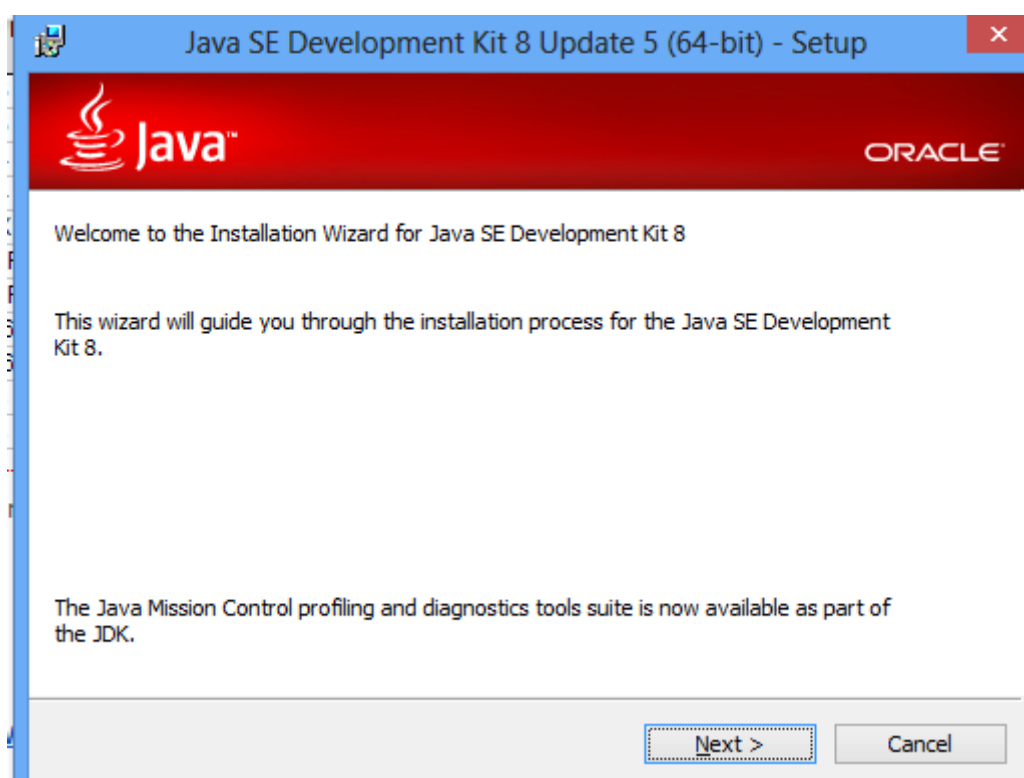 Java SE Development Kit 8 Update 5 (64-bit) - Setup
Java™
ORACLE®
Welcome to the Installation Wizard for Java SE Development Kit 8
This wizard will guide you through the installation process for the Java SE Development
Kit 8.
The Java Mission Control profiling and diagnostics tools suite is now available as part of
the JDK.
Next >
Cancel